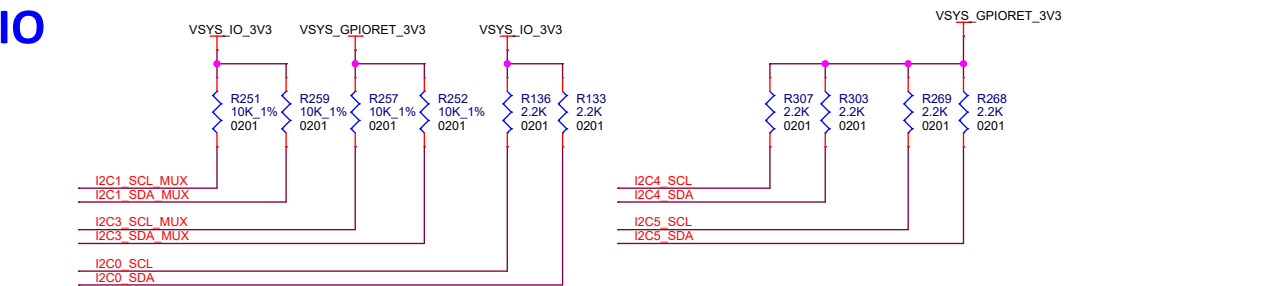 IO
VSYS_IO_3V3
VSYS_GPIORET_3V3
VSYS_IO_3V3
VSYS_GPIORET_3V3
R251
10K_1%
0201
R259
10K_1%
0201
R257
10K_1%
0201
R252
10K_1%
0201
R136
2.2K
0201
R133
2.2K
0201
R307
2.2K
0201
R303
2.2K
0201
R269
2.2K
0201
R268
2.2K
0201
I2C1_SCL_MUX
I2C1_SDA_MUX
I2C3_SCL_MUX
I2C3_SDA_MUX
I2C0_SCL
I2C0_SDA
I2C4_SCL
I2C4_SDA
I2C5_SCL
I2C5_SDA